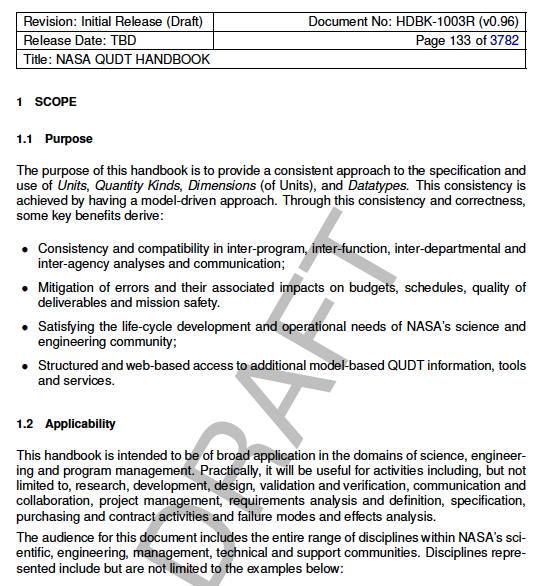 Revision: Initial Release (Draft) Document No: HDBK-1003R (v0.96)
Release Date: TBD Page 133 of 3782
Title: NASA QUDT HANDBOOK
1 SCOPE
1.1 Purpose
The purpose of this handbook is to provide a consistent approach to the specification and
use of Units, Quantity Kinds, Dimensions (of Units), and Datatypes. This consistency is
achieved by having a model-driven approach. Through this consistency and correctness,
some key benefits derive:
• Consistency and compatibility in inter-program, inter-function, inter-departmental and
inter-agency analyses and communication;
• Mitigation of errors and their associated impacts on budgets, schedules, quality of
deliverables and mission safety.
• Satisfying the life-cycle development and operational needs of NASA's science and
engineering community;
• Structured and web-based access to additional model-based QUDT information, tools
and services.
1.2 Applicability
This handbook is intended to be of broad application in the domains of science, engineer-
ing and program management. Practically, it will be useful for activities including, but not
limited to, research, development, design, validation and verification, communication and
collaboration, project management, requirements analysis and definition, specification,
purchasing and contract activities and failure modes and effects analysis.
The audience for this document includes the entire range of disciplines within NASA's sci-
entific, engineering, management, technical and support communities. Disciplines repre-
sented include but are not limited to the examples below:
DRAFT